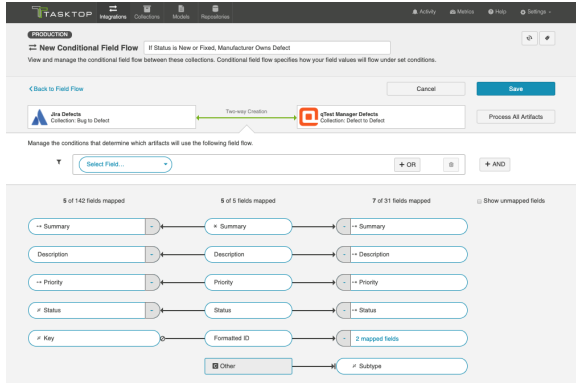 TASKTOP
Integrations
Collections
Models
Repositories
Activity
Metrics
Help
Settings
PRODUCTION
New Conditional Field Flow
If Status is New or Fixed, Manufacturer Owns Defect
View and manage the conditional field flow between these collections. Conditional field flow specifies how your field values will flow under set conditions.
Back to Field Flow
Cancel
Save
Jira Defects
Collection: Bug to Defect
Two-way Creation
qTest Manager Defects
Collection: Defect to Defect
Process All Artifacts
Manage the conditions that determine which artifacts will use the following field flow.
Select Field...
+ OR
+ AND
5 of 142 fields mapped
5 of 5 fields mapped
7 of 31 fields mapped
Show unmapped fields
Summary
Summary
Summary
Description
Description
Description
Priority
Priority
Priority
Status
Status
Status
Key
Formatted ID
2 mapped fields
Other
Subtype